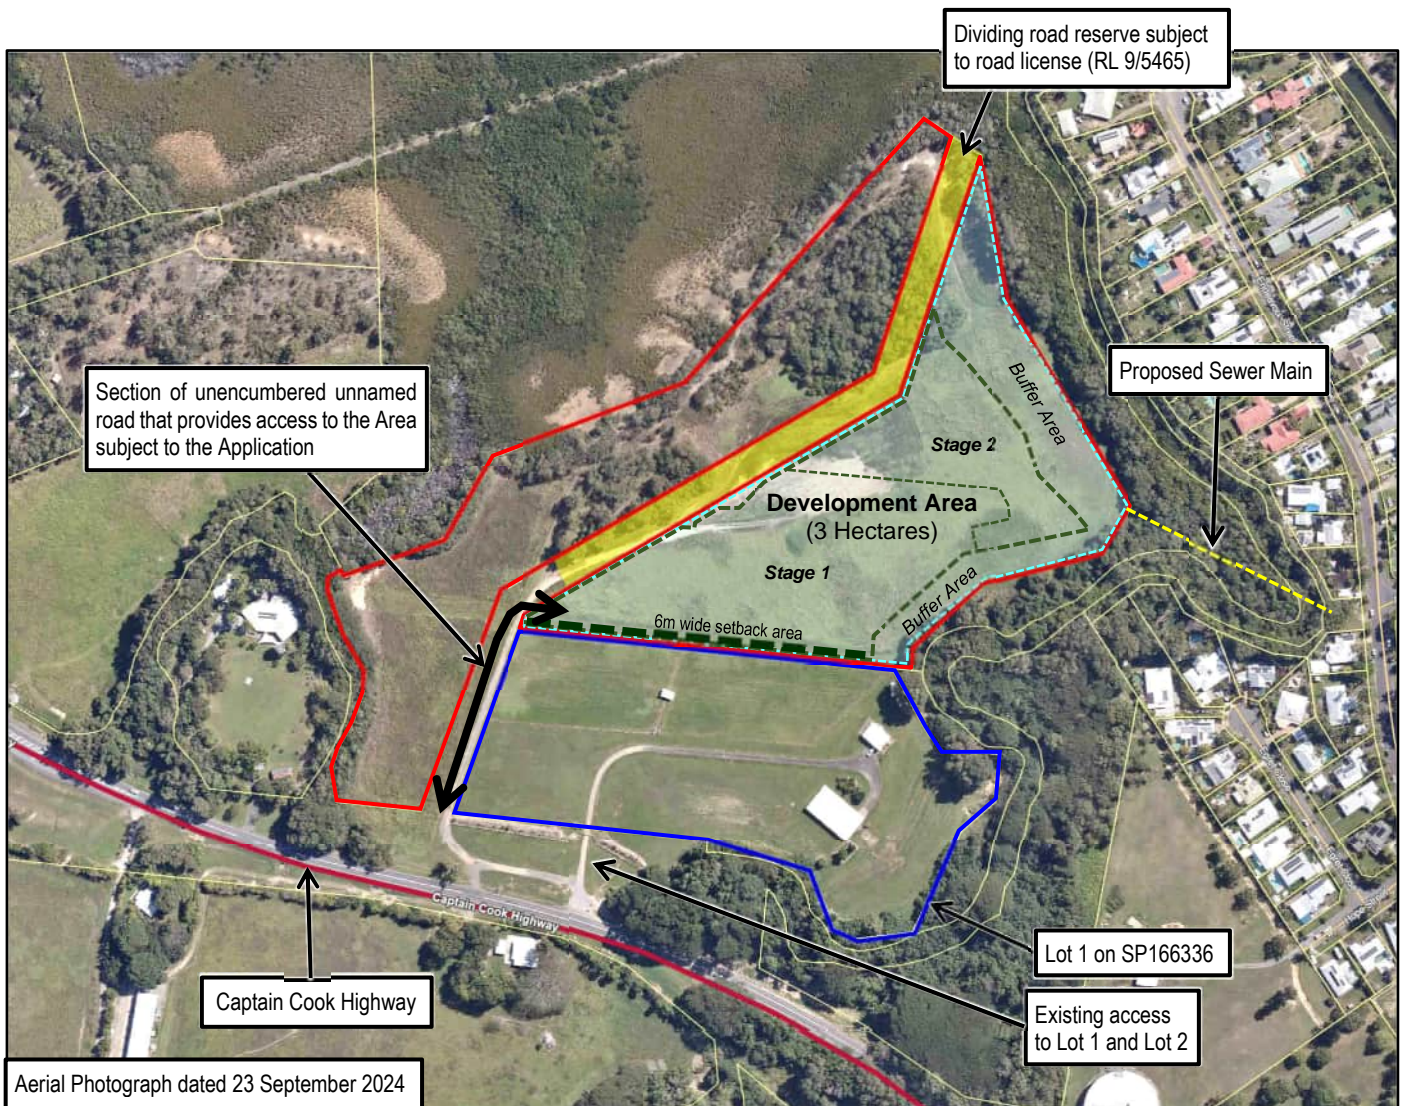 Dividing road reserve subject
to road license (RL 9/5465)
Section of unencumbered unnamed
road that provides access to the Area
subject to the Application
Proposed Sewer Main
Buffer Area
Stage 2
Development Area
(3 Hectares)
Stage 1
Buffer Area
6m wide setback area
Captain Cook Highway
Lot 1 on SP166336
Captain Cook Highway
Existing access
to Lot 1 and Lot 2
Aerial Photograph dated 23 September 2024